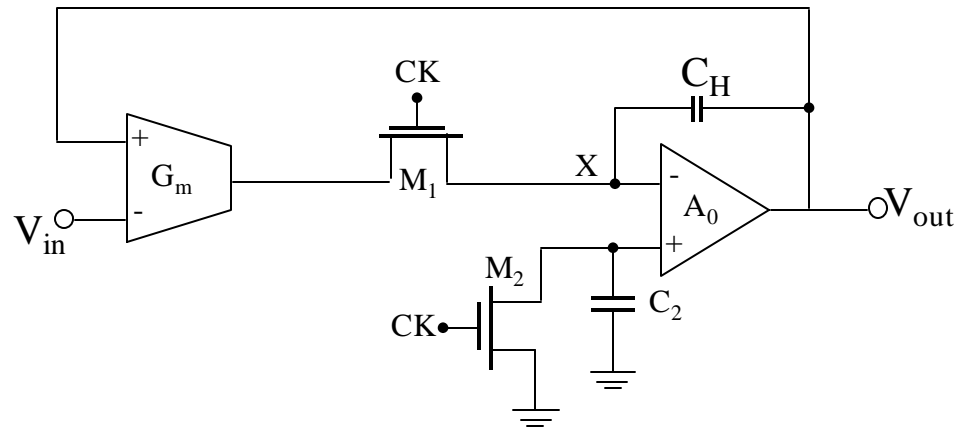 CK
C_H
+
G_m
-
M_1
X
-
A_0
+
V_in
V_out
M_2
CK
C_2